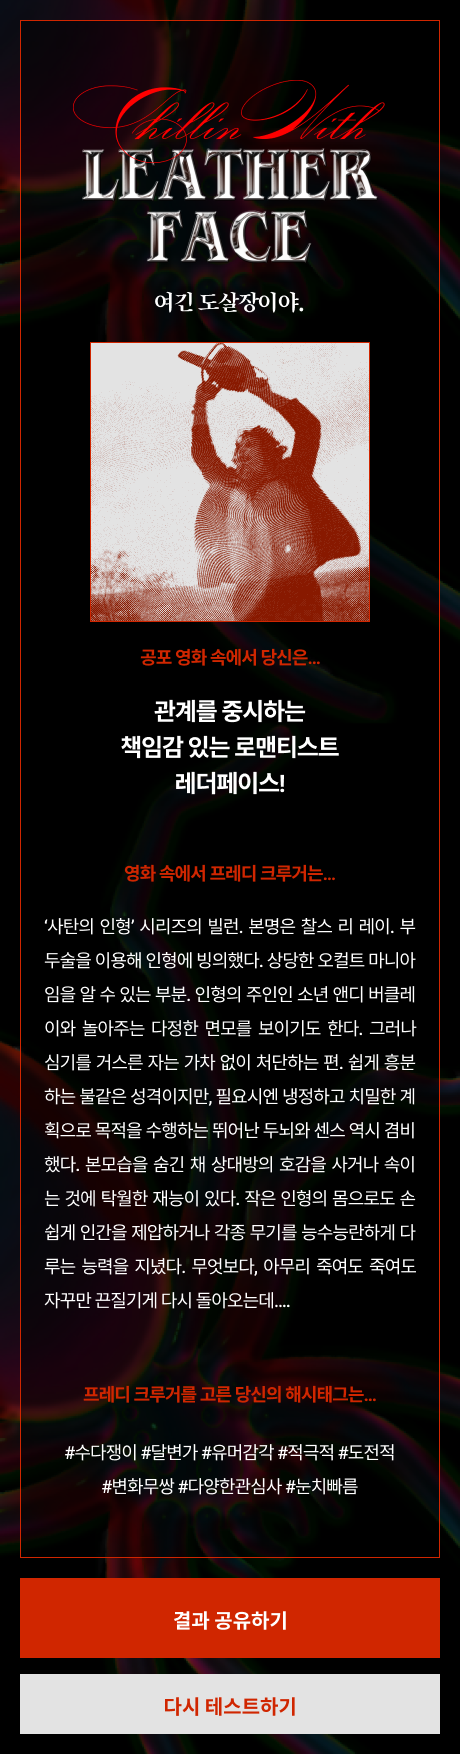 Chillin With
LEATHER
FACE
여긴 도살장이야.
공포 영화 속에서 당신은...
관계를 중시하는
책임감 있는 로맨티스트
레더페이스!
영화 속에서 프레디 크루거는...
‘사탄의 인형’ 시리즈의 빌런. 본명은 찰스 리 레이. 부
두술을 이용해 인형에 빙의했다. 상당한 오컬트 마니아
임을 알 수 있는 부분. 인형의 주인인 소년 앤디 버클레
이와 놀아주는 다정한 면모를 보이기도 한다. 그러나
심기를 거스른 자는 가차 없이 처단하는 편. 쉽게 흥분
하는 불같은 성격이지만, 필요시엔 냉정하고 치밀한 계
획으로 목적을 수행하는 뛰어난 두뇌와 센스 역시 겸비
했다. 본모습을 숨긴 채 상대방의 호감을 사거나 속이
는 것에 탁월한 재능이 있다. 작은 인형의 몸으로도 손
쉽게 인간을 제압하거나 각종 무기를 능수능란하게 다
루는 능력을 지녔다. 무엇보다, 아무리 죽여도 죽여도
자꾸만 끈질기게 다시 돌아오는데....
프레디 크루거를 고른 당신의 해시태그는...
#수다쟁이 #달변가 #유머감각 #적극적 #도전적
#변화무쌍 #다양한관심사 #눈치빠름
결과 공유하기
다시 테스트하기